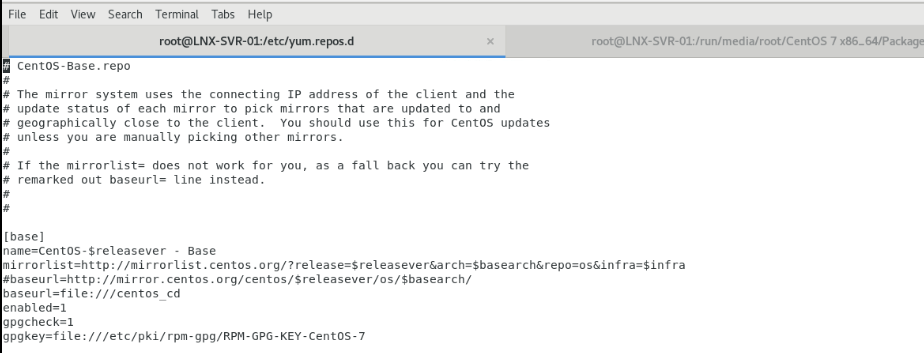 File Edit View Search Terminal Tabs Help
root@LNX-SVR-01:/etc/yum.repos.d × root@LNX-SVR-01:/run/media/root/CentOS 7 x86_64/Package
# CentOS-Base.repo
#
# The mirror system uses the connecting IP address of the client and the
# update status of each mirror to pick mirrors that are updated to and
# geographically close to the client.  You should use this for CentOS updates
# unless you are manually picking other mirrors.
#
# If the mirrorlist= does not work for you, as a fall back you can try the
# remarked out baseurl= line instead.
#
#
[base]
name=CentOS-$releasever - Base
mirrorlist=http://mirrorlist.centos.org/?release=$releasever&arch=$basearch&repo=os&infra=$infra
#baseurl=http://mirror.centos.org/centos/$releasever/os/$basearch/
baseurl=file:///centos_cd
enabled=1
gpgcheck=1
gpgkey=file:///etc/pki/rpm-gpg/RPM-GPG-KEY-CentOS-7